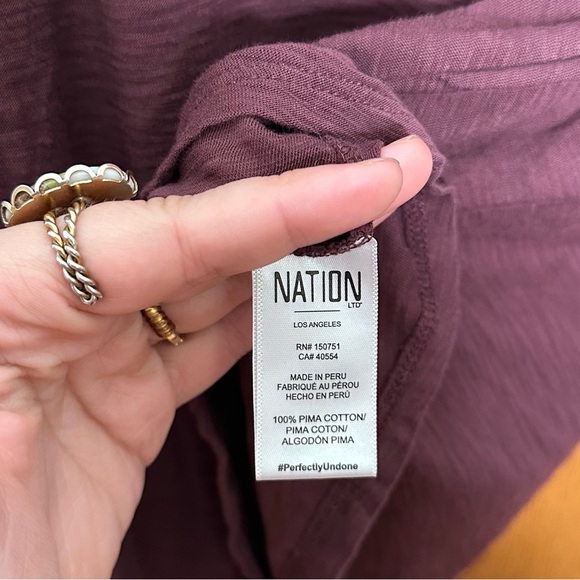 NATION
LTD
LOS ANGELES
RN# 150751
CA# 40554
MADE IN PERU
FABRIQUÉ AU PÉROU
HECHO EN PERÚ
100% PIMA COTTON/
PIMA COTON/
ALGODÓN PIMA
#PerfectlyUndone